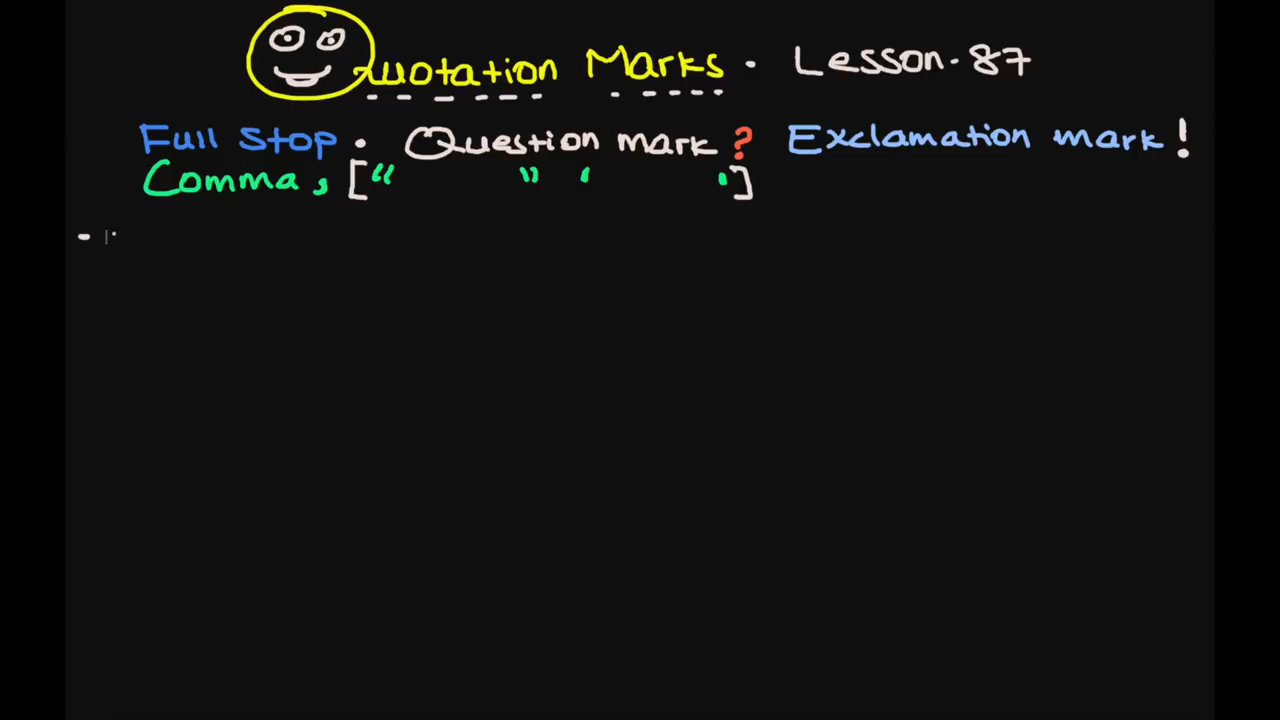 Quotation Marks. Lesson.87
Full Stop. Question mark ? Exclamation mark !
Comma , [“ ” ‘ ’]
-